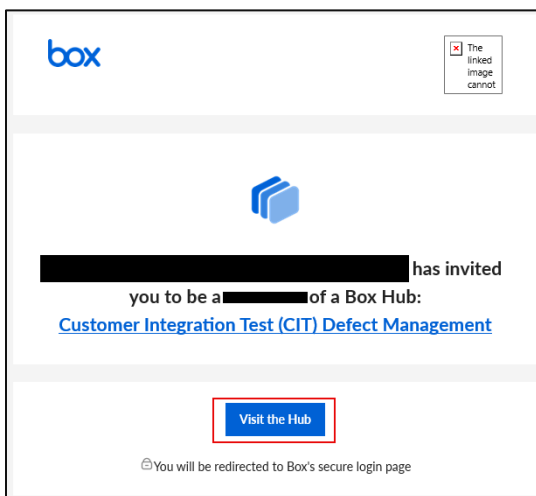 box
The
linked
image
cannot
has invited
you to be a of a Box Hub:
Customer Integration Test (CIT) Defect Management
Visit the Hub
You will be redirected to Box's secure login page